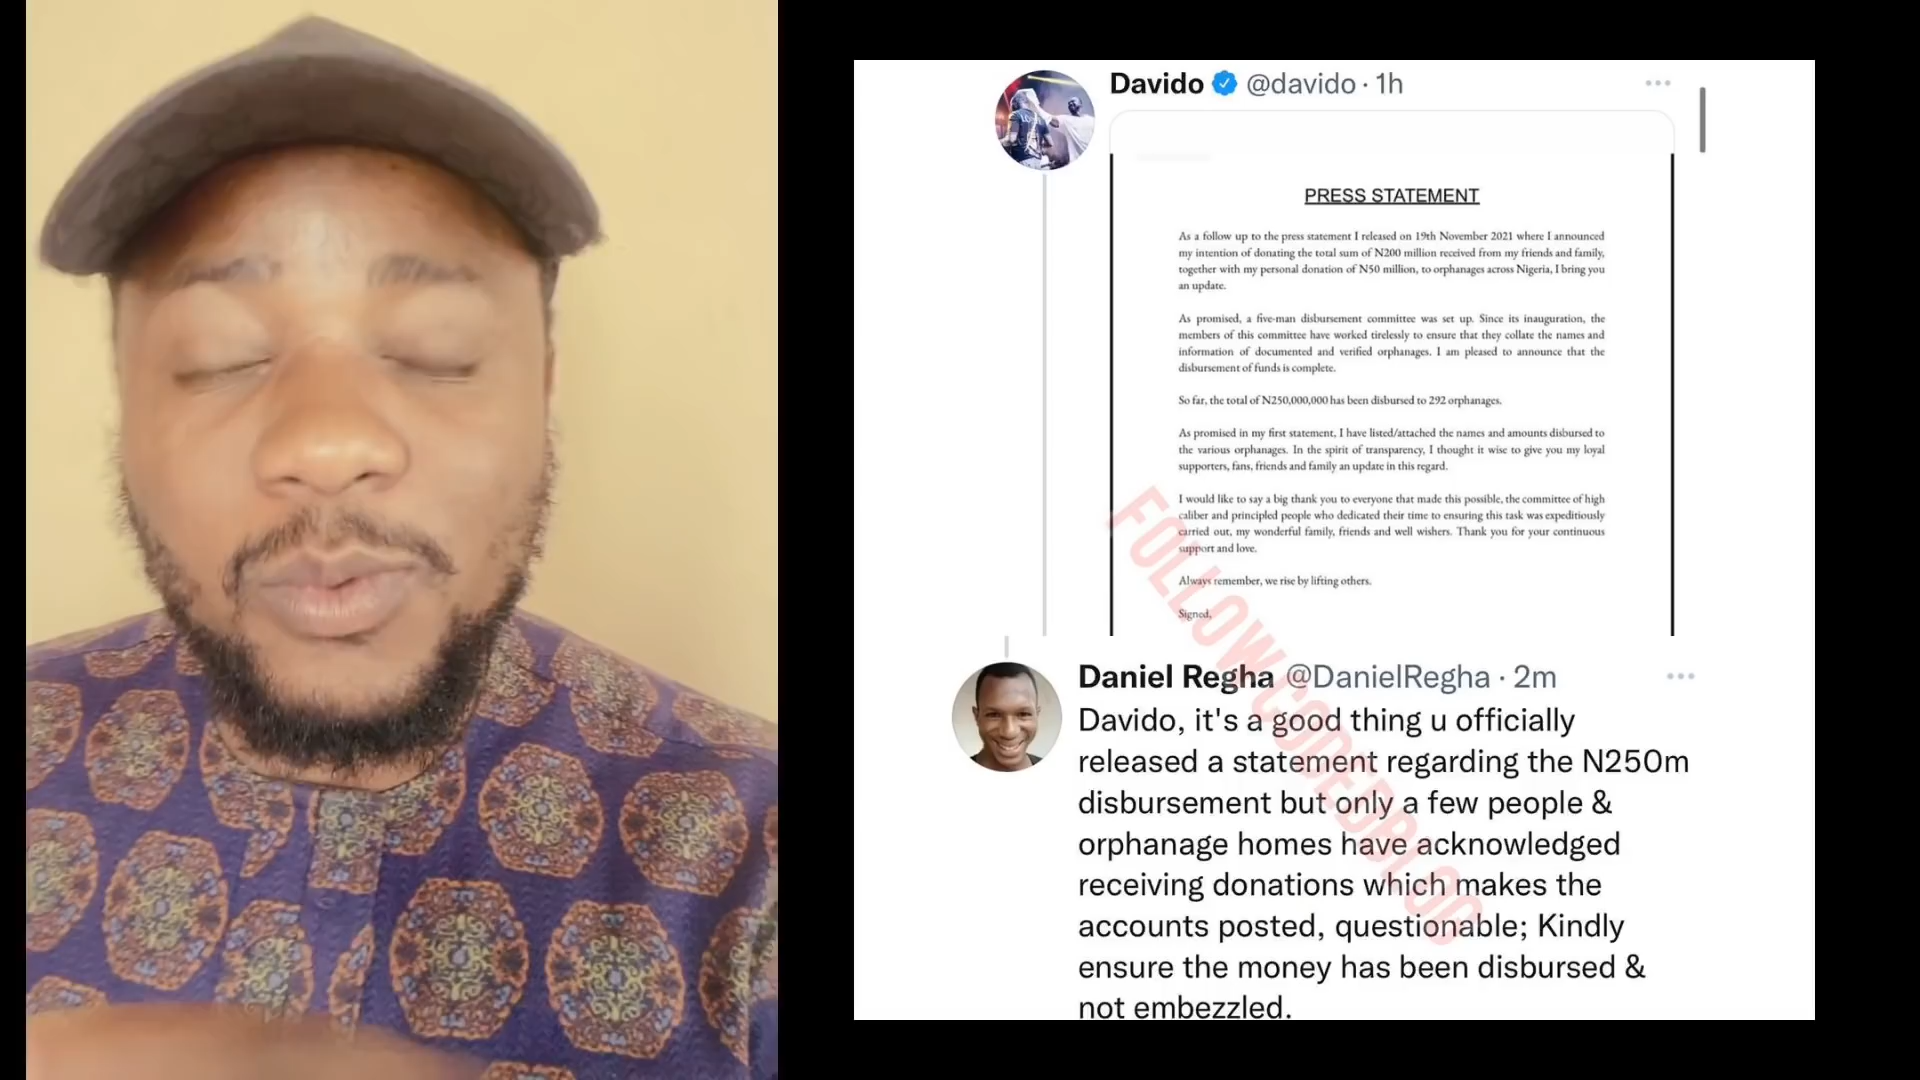 Davido @davido · 1h
PRESS STATEMENT
As a follow up to the press statement I released on 19th November 2021 where I announced
my intention of donating the total sum of N200 million received from my friends and family,
together with my personal donation of N50 million, to orphanages across Nigeria, I bring you
an update.
As promised, a five-man disbursement committee was set up. Since its inauguration, the
members of this committee have worked tirelessly to ensure that they collate the names and
information of documented and verified orphanages. I am pleased to announce that the
disbursement of funds is complete.
So far, the total of N250,000,000 has been disbursed to 292 orphanages.
As promised in my first statement, I have listed/attached the names and amounts disbursed to
the various orphanages. In the spirit of transparency, I thought it wise to give you my loyal
supporters, fans, friends and family an update in this regard.
I would like to say a big thank you to everyone that made this possible, the committee of high
caliber and principled people who dedicated their time to ensuring this task was expeditiously
carried out, my wonderful family, friends and well wishers. Thank you for your continuous
support and love.
Always remember, we rise by lifting others.
Signed,
Daniel Regha @DanielRegha · 2m
Davido, it's a good thing u officially
released a statement regarding the N250m
disbursement but only a few people &
orphanage homes have acknowledged
receiving donations which makes the
accounts posted, questionable; Kindly
ensure the money has been disbursed &
not embezzled.
FOLLOW CODEDBLOG